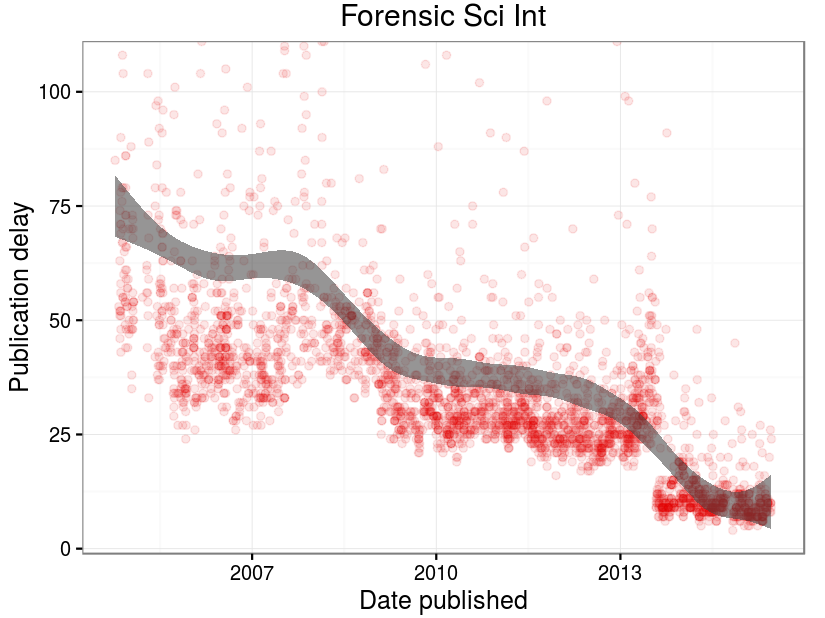 Forensic Sci Int
Publication delay
100
75
50
25
0
2007 2010 2013
Date published